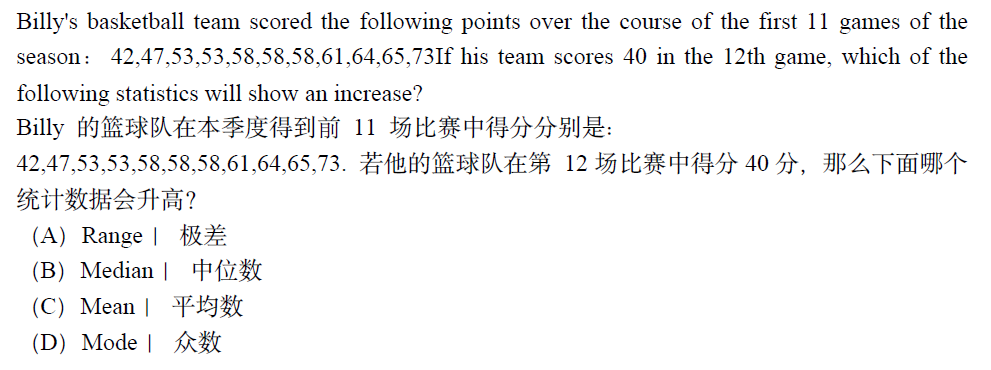 Billy's basketball team scored the following points over the course of the first 11 games of the
season： 42,47,53,53,58,58,58,61,64,65,73If his team scores 40 in the 12th game, which of the
following statistics will show an increase?
Billy 的篮球队在本季度得到前 11 场比赛中得分分别是：
42,47,53,53,58,58,58,61,64,65,73. 若他的篮球队在第 12 场比赛中得分 40 分，那么下面哪个
统计数据会升高？
（A）Range | 极差
（B）Median | 中位数
（C）Mean | 平均数
（D）Mode | 众数